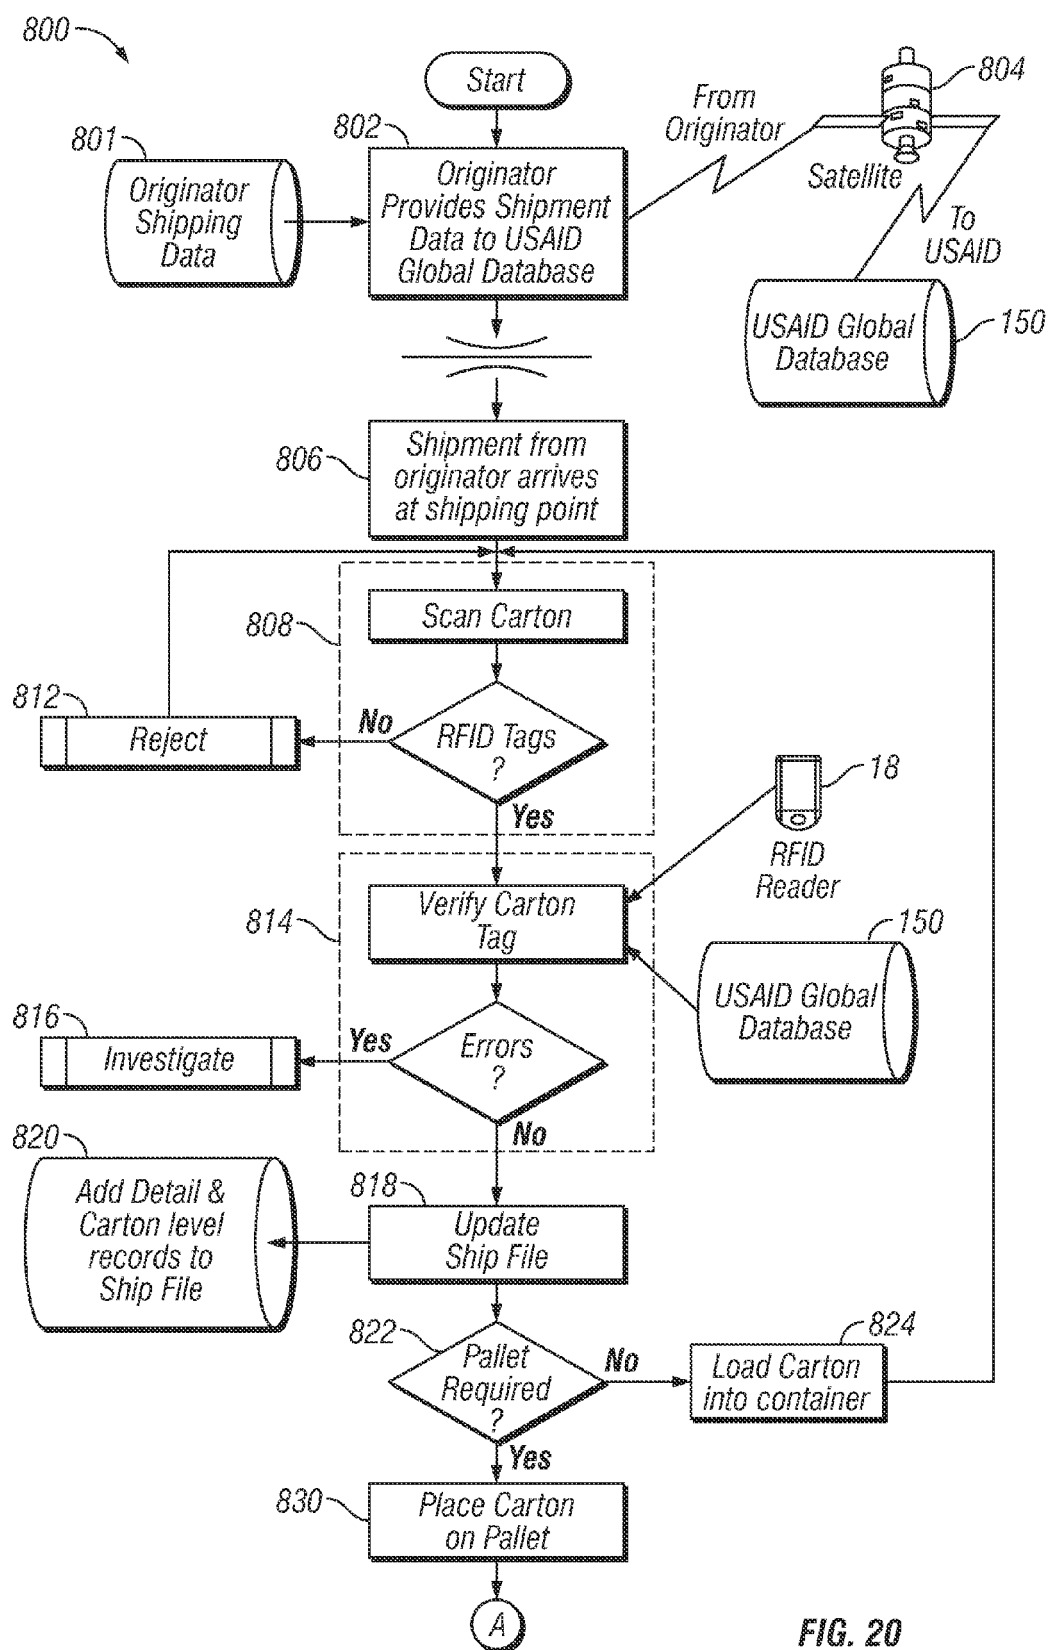 800
Start
804
From
Originator
801
802
Originator
Shipping
Data
Originator
Provides Shipment
Data to USAID
Global Database
Satellite
To
USAID
USAID Global
Database
150
806
Shipment from
originator arrives
at shipping point
808
Scan Carton
812
Reject
No
RFID Tags
?
Yes
18
RFID
Reader
814
Verify Carton
Tag
150
USAID Global
Database
816
Investigate
Yes
Errors
?
No
820
Add Detail &
Carton level
records to
Ship File
818
Update
Ship File
822
Pallet
Required
?
No
824
Load Carton
into container
Yes
830
Place Carton
on Pallet
A
FIG. 20